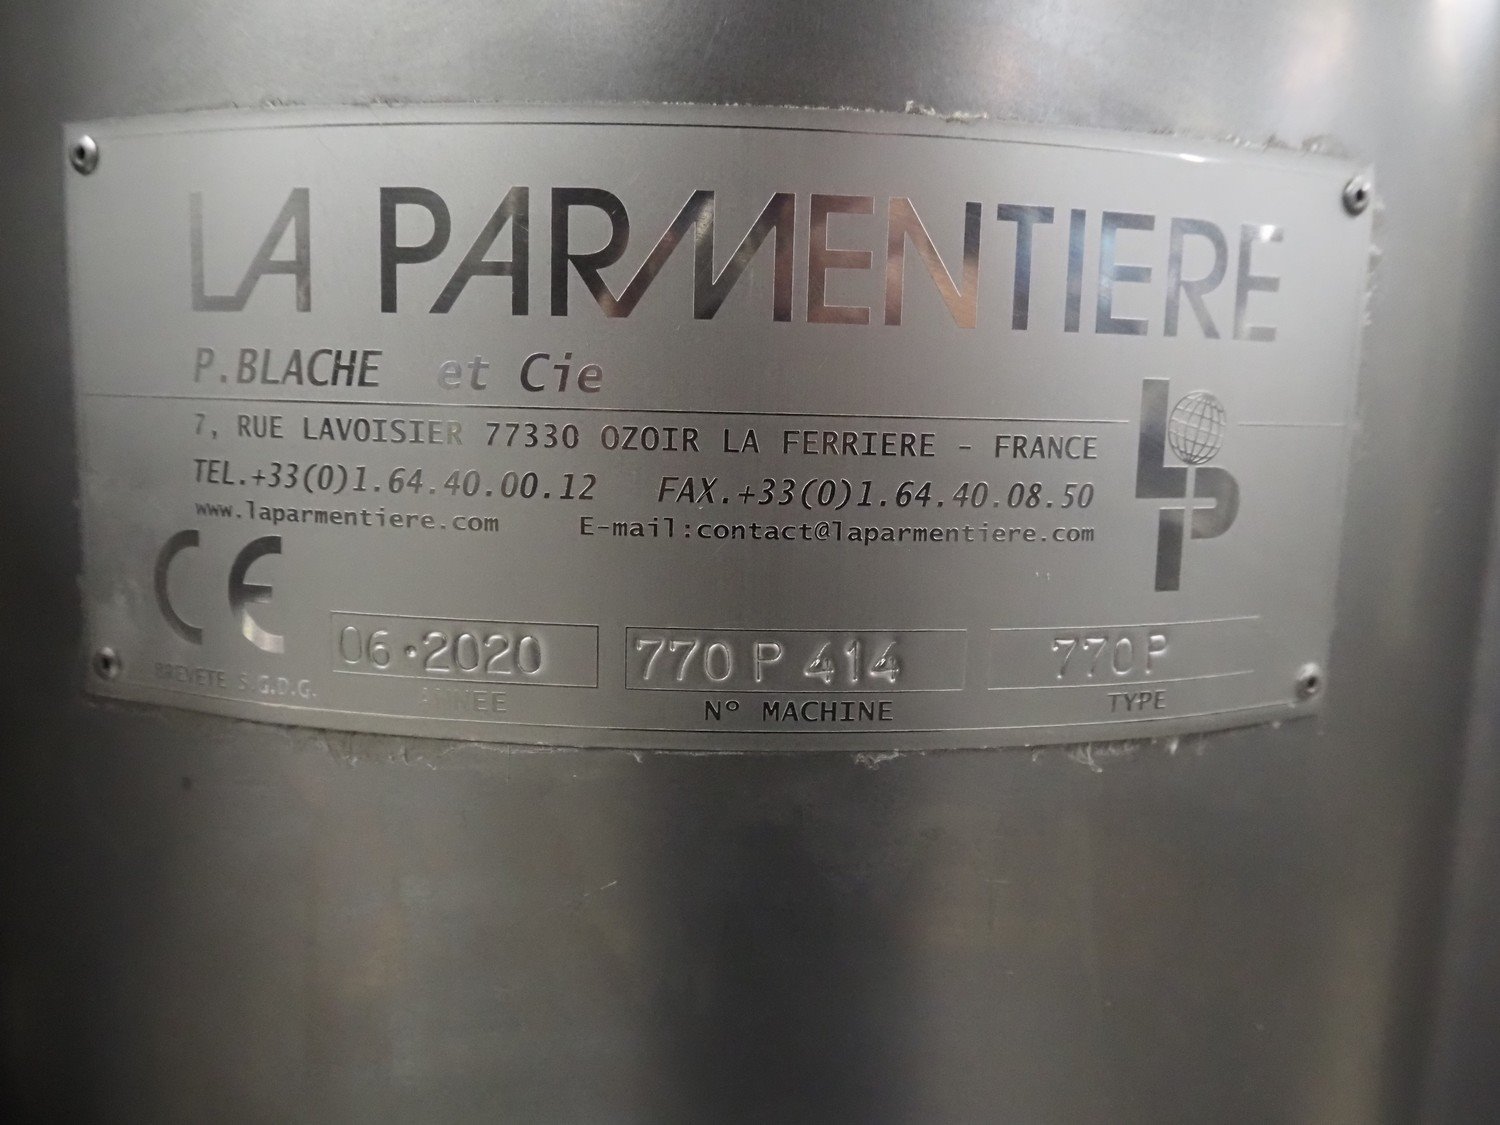 LA PARMENTIERE
P.BLACHE et Cie
7, RUE LAVOISIER 77330 OZOIR LA FERRIERE - FRANCE
TEL.+33(0)1.64.40.00.12 FAX.+33(0)1.64.40.08.50
www.laparmentiere.com E-mail:contact@laparmentiere.com
LP
CE
06.2020 770 P 414 770 P
BREVETE S.G.D.G. ANNEE N° MACHINE TYPE